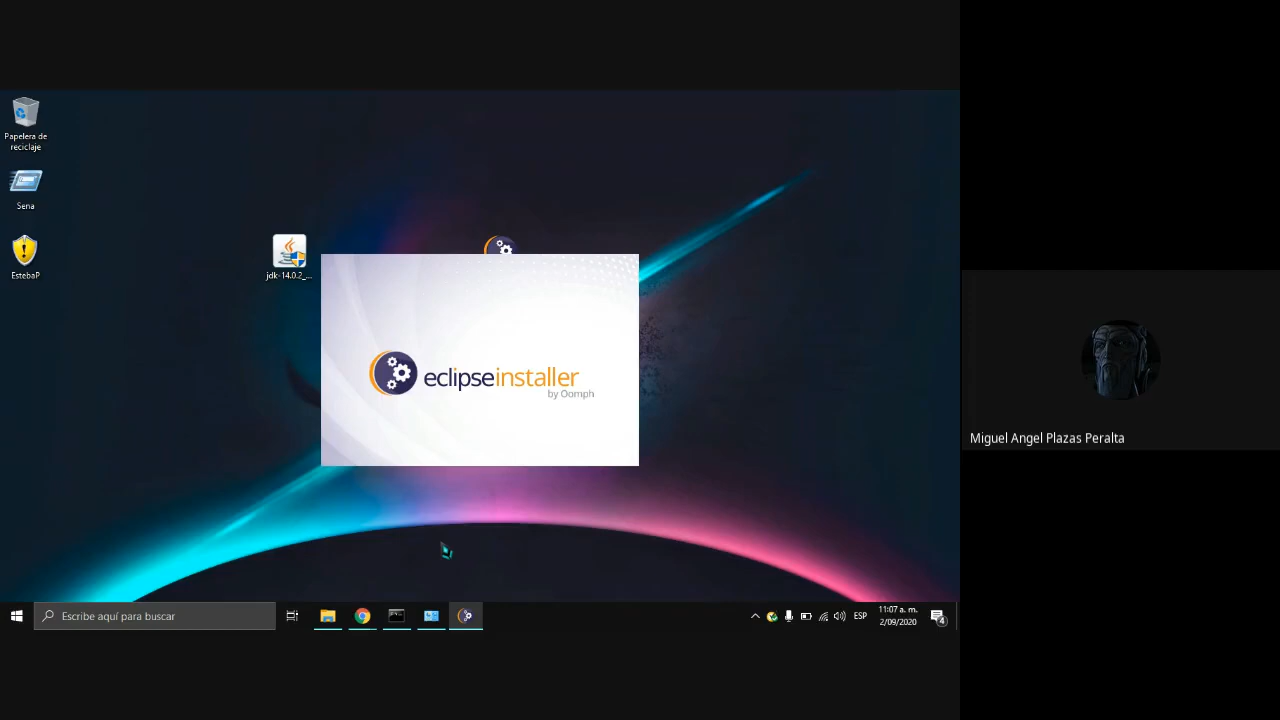 Papelera de
reciclaje
Sena
EstebaP
jdk-14.0.2_...
eclipseinstaller
by Oomph
Miguel Angel Plazas Peralta
Escribe aquí para buscar
ESP
11:07 a. m.
2/09/2020
4